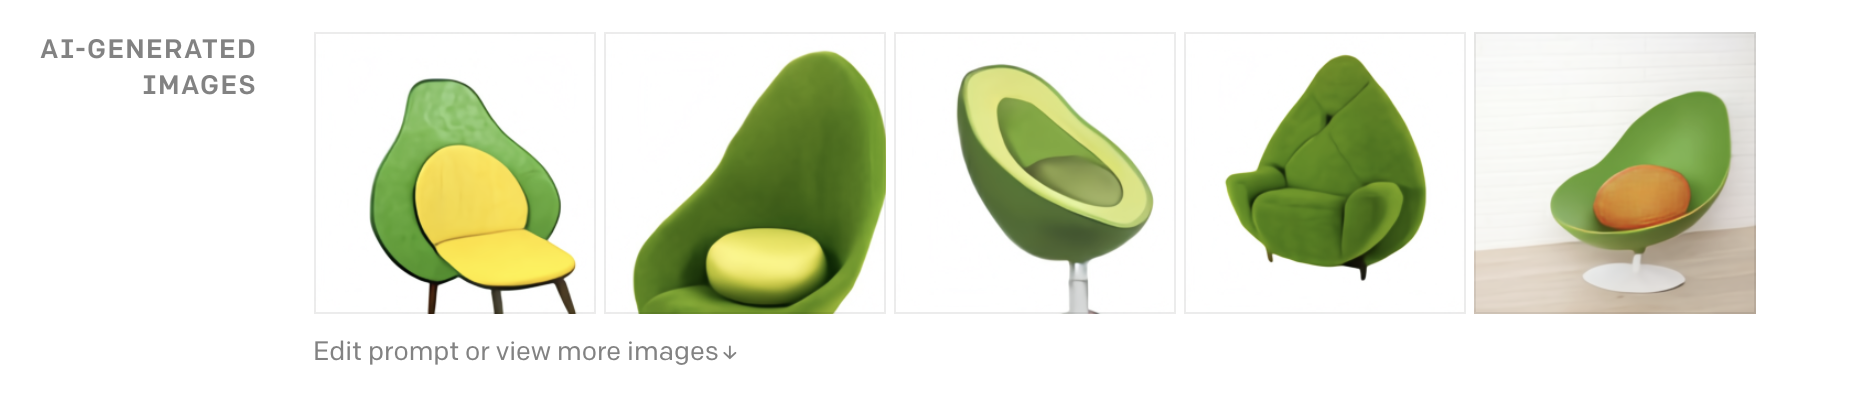 AI-GENERATED
IMAGES
Edit prompt or view more images↓